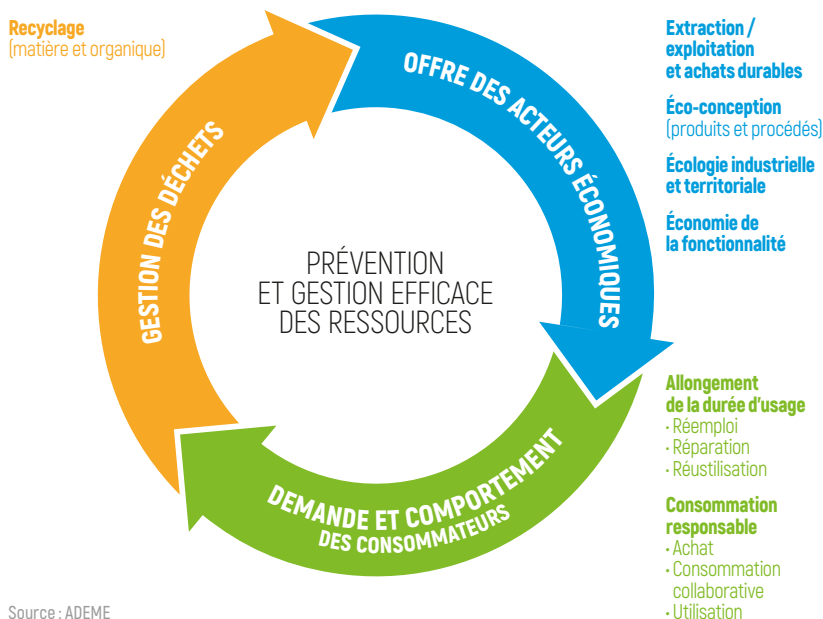 Recyclage
(matière et organique)
GESTION DES DÉCHETS
OFFRE DES ACTEURS ÉCONOMIQUES
Extraction /
exploitation
et achats durables
Éco-conception
(produits et procédés)
Écologie industrielle
et territoriale
Économie de
la fonctionnalité
PRÉVENTION
ET GESTION EFFICACE
DES RESSOURCES
DEMANDE ET COMPORTEMENT
DES CONSOMMATEURS
Allongement
de la durée d'usage
· Réemploi
· Réparation
· Réustilisation
Consommation
responsable
· Achat
· Consommation
collaborative
· Utilisation
Source : ADEME